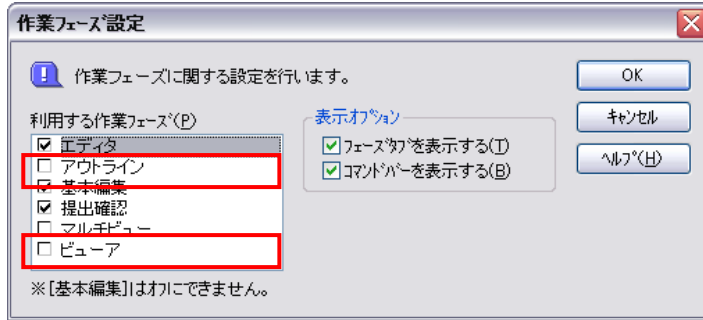 作業ﾌｪｰｽﾞ設定
作業フェーズに関する設定を行います。
利用する作業ﾌｪｰｽﾞ(P)
エディタ
アウトライン
基本編集
提出確認
マルチビュー
ビューア
※[基本編集]はｵﾌにできません。
表示ｵﾌﾟｼｮﾝ
ﾌｪｰｽﾞﾀﾌﾞを表示する(T)
ｺﾏﾝﾄﾞﾊﾞｰを表示する(B)
OK
ｷｬﾝｾﾙ
ﾍﾙﾌﾟ(H)